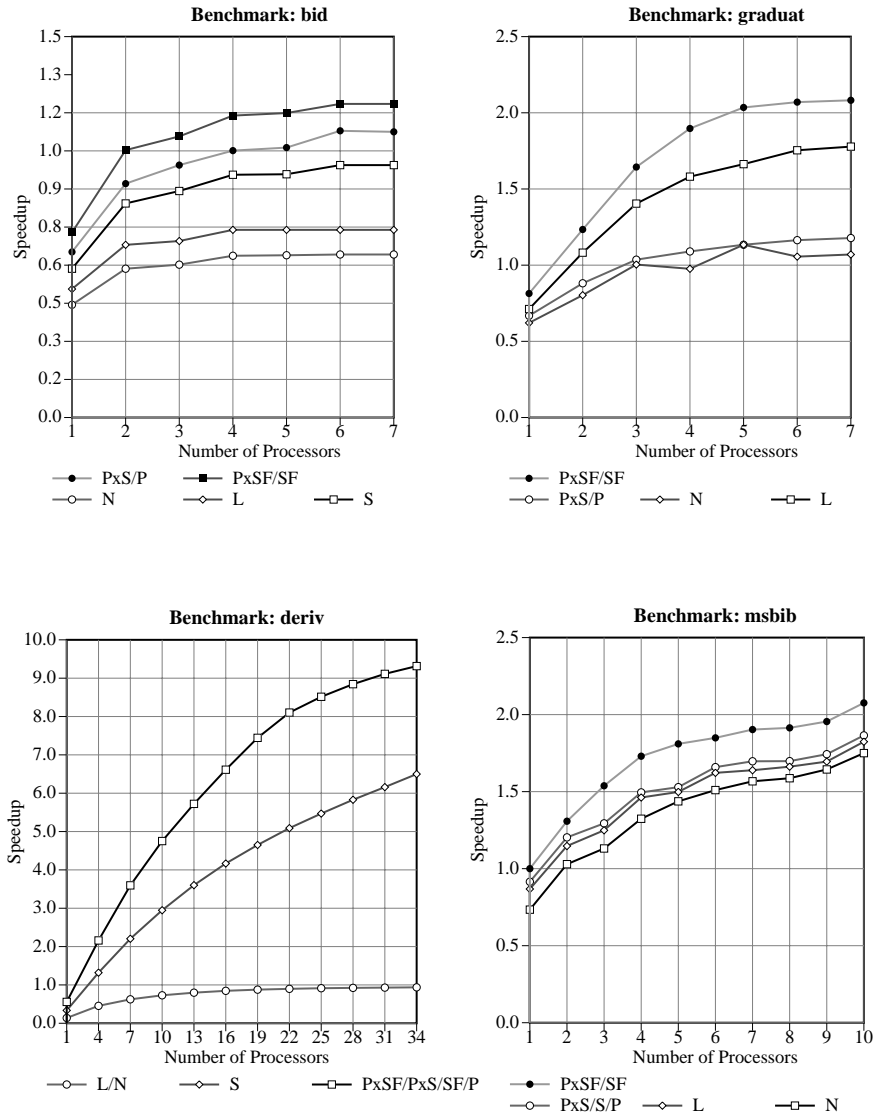 Benchmark: bid
1.5
1.3
1.2
1.0
0.9
0.8
0.6
0.5
0.3
0.2
0.0
Speedup
1 2 3 4 5 6 7
Number of Processors
PxS/P PxSF/SF
N L S
Benchmark: graduat
2.5
2.0
1.5
1.0
0.5
0.0
Speedup
1 2 3 4 5 6 7
Number of Processors
PxSF/SF
PxS/P N L
Benchmark: deriv
10.0
9.0
8.0
7.0
6.0
5.0
4.0
3.0
2.0
1.0
0.0
Speedup
1 4 7 10 13 16 19 22 25 28 31 34
Number of Processors
L/N S PxSF/PxS/SF/P
Benchmark: msbib
2.5
2.0
1.5
1.0
0.5
0.0
Speedup
1 2 3 4 5 6 7 8 9 10
Number of Processors
PxSF/SF
PxS/S/P L N